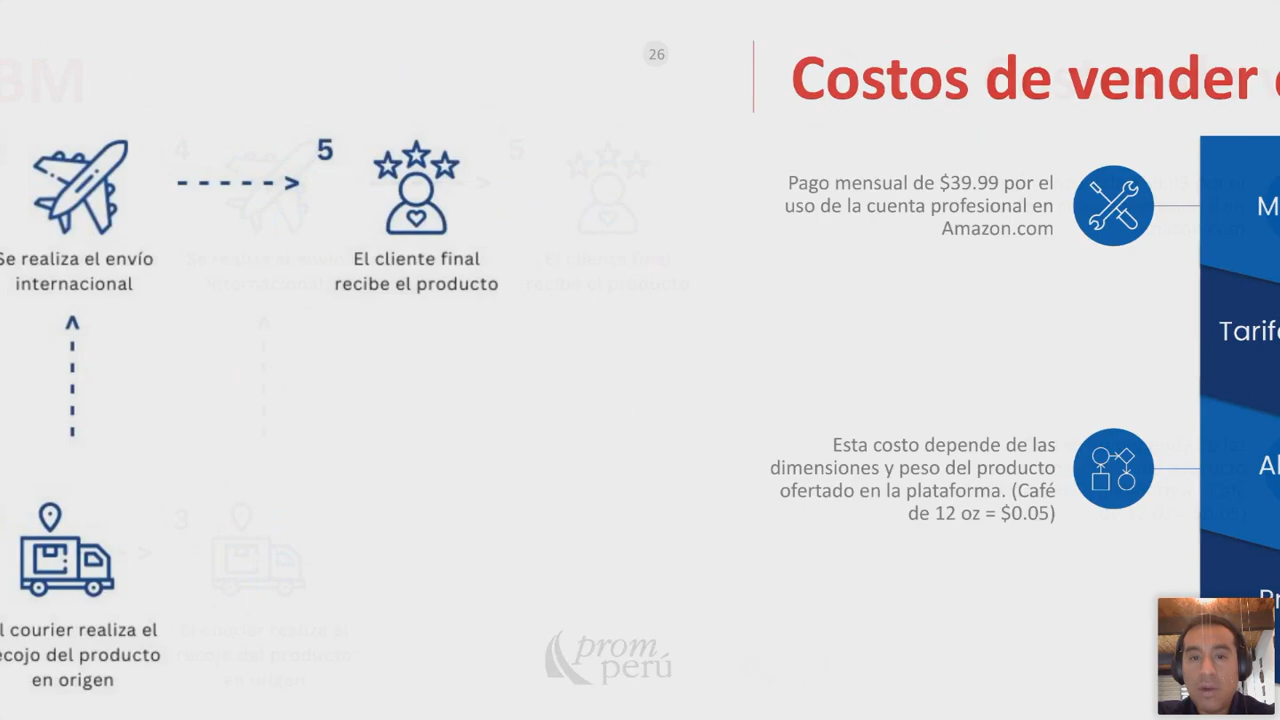 BM
26
5
Se realiza el envío
internacional
El cliente final
recibe el producto
l courier realiza el
ecojo del producto
en origen
prom
perú
Costos de vender
Pago mensual de $39.99 por el
uso de la cuenta profesional en
Amazon.com
M
Tarif
Esta costo depende de las
dimensiones y peso del producto
ofertado en la plataforma. (Café
de 12 oz = $0.05)
Al